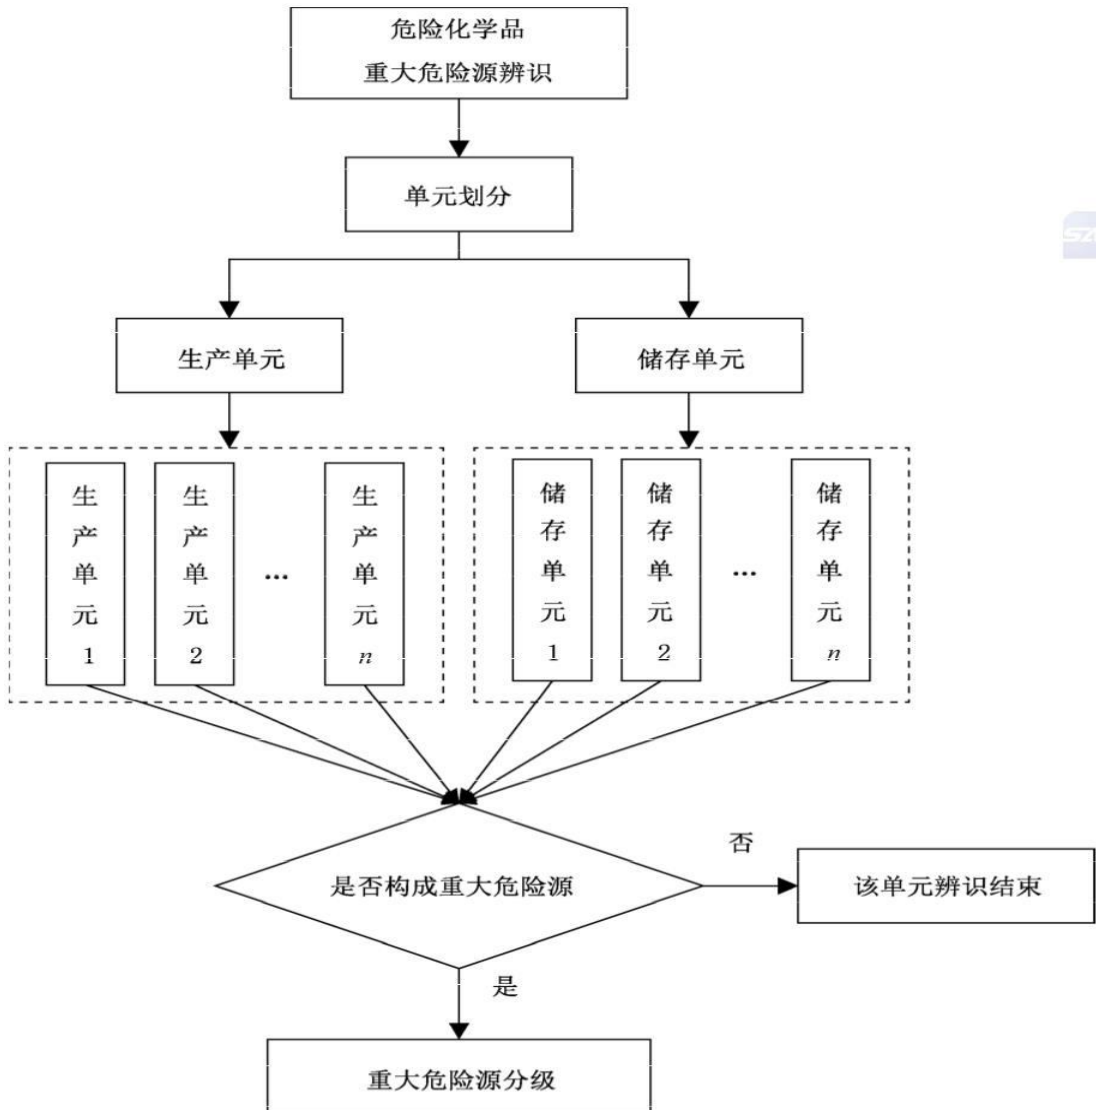 危险化学品
重大危险源辨识
单元划分
生产单元
储存单元
生产单元1
生产单元2
...
生产单元n
储存单元1
储存单元2
...
储存单元n
是否构成重大危险源
否
该单元辨识结束
是
重大危险源分级